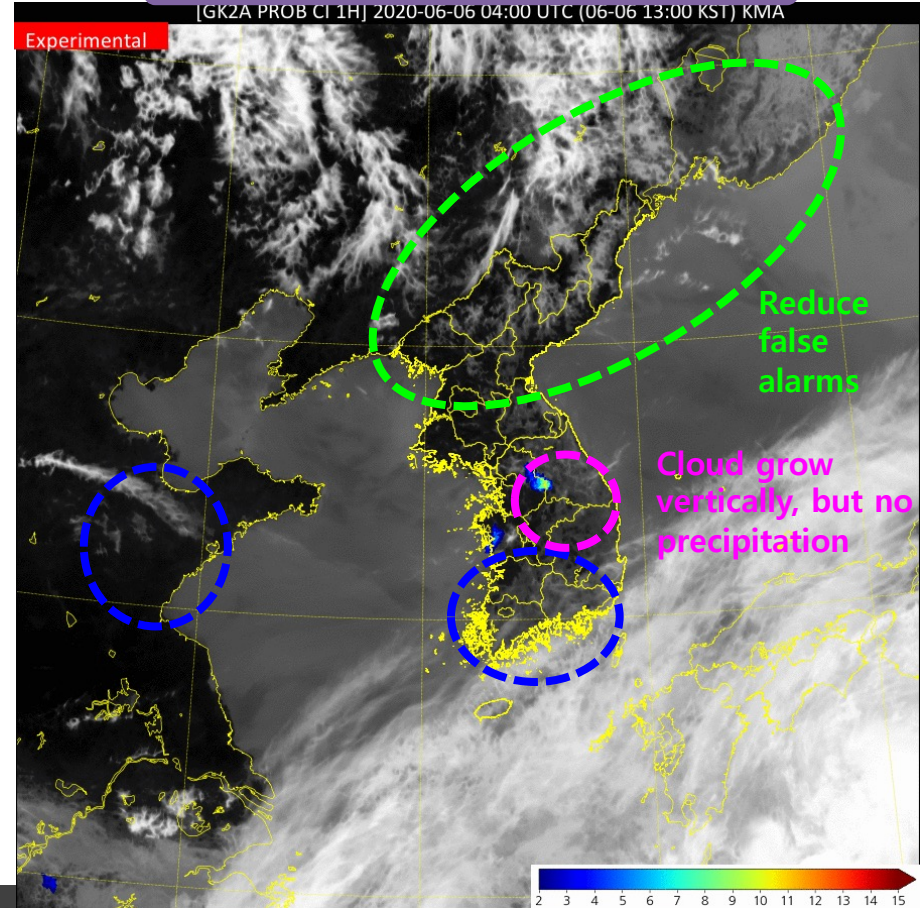 [GK2A PROB CI 1H] 2020-06-06 04:00 UTC (06-06 13:00 KST) KMA
Experimental
Reduce
false
alarms
Cloud grow
vertically, but no
precipitation
2 3 4 5 6 7 8 9 10 11 12 13 14 15